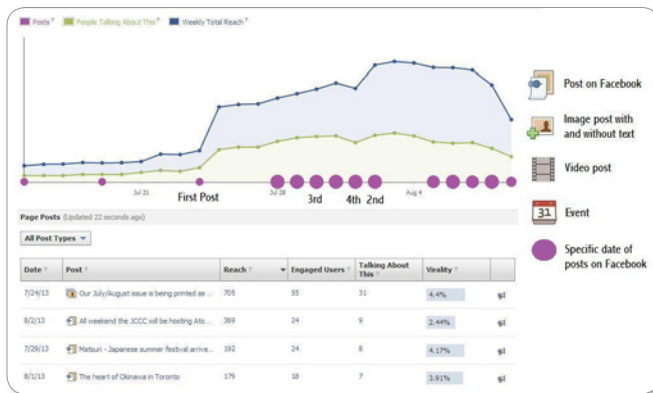 Posts ? People Talking About This ? Weekly Total Reach ?
Post on Facebook
Image post with
and without text
Video post
31 Event
Specific date of
posts on Facebook
Jul 21 Jul 28 Aug 4
First Post 3rd 4th 2nd
Page Posts (Updated 22 seconds ago)
All Post Types
Date ? Post ? Reach ? Engaged Users ? Talking About This ? Virality ?
7/24/13 Our July/August issue is being printed as ... 705 55 31 4.4%
8/2/13 All weekend the JCCC will be hosting Ato... 369 24 9 2.44%
7/29/13 Matsuri - Japanese summer festival arrive... 192 24 8 4.17%
8/1/13 The heart of Okinawa in Toronto 179 18 7 3.91%